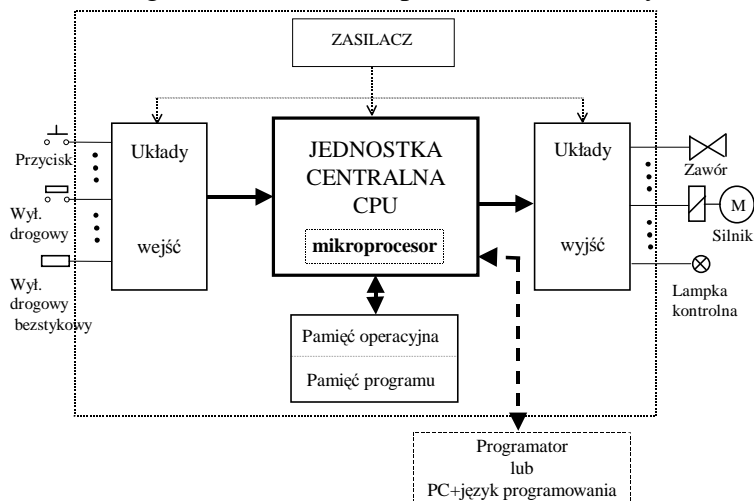 ZASILACZ
Przycisk
Wył.
drogowy
Wył.
drogowy
bezstykowy
Układy
wejść
JEDNOSTKA
CENTRALNA
CPU
mikroprocesor
Układy
wyjść
Zawór
M
Silnik
Lampka
kontrolna
Pamięć operacyjna
Pamięć programu
Programator
lub
PC+język programowania